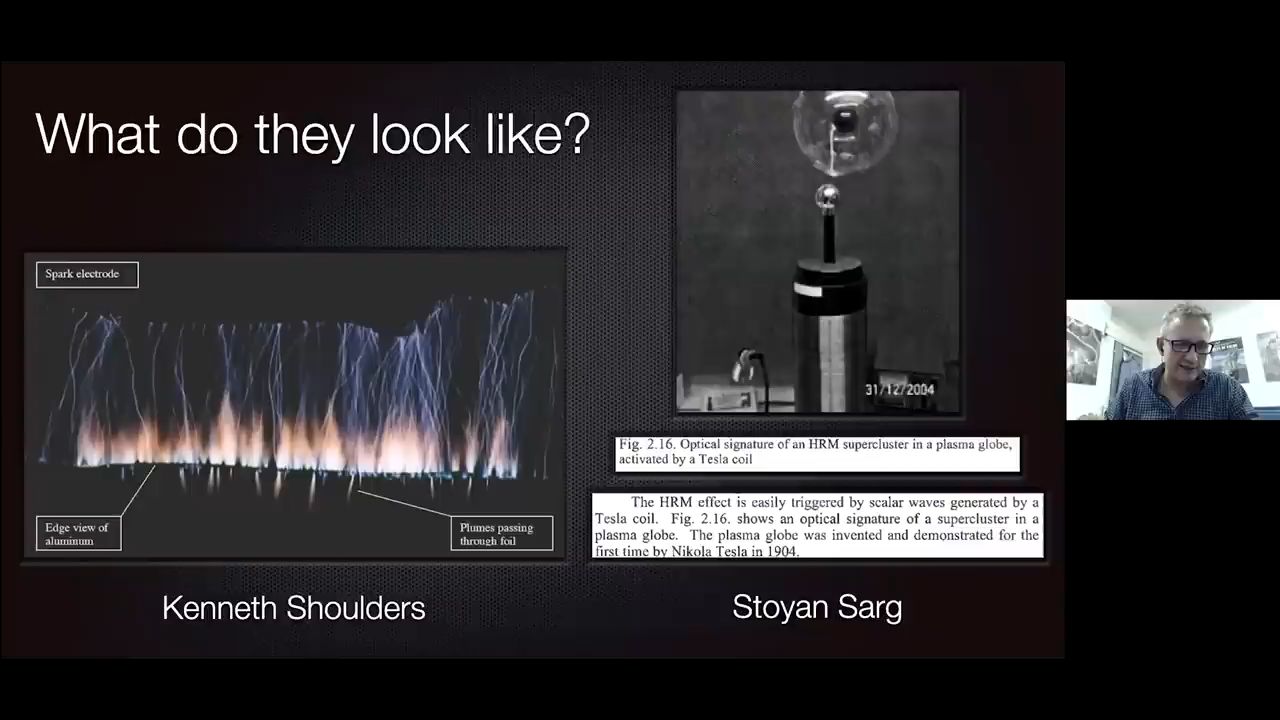 What do they look like?
Spark electrode
Edge view of
aluminum
Plumes passing
through foil
Kenneth Shoulders
31/12/2004
Fig. 2.16. Optical signature of an HRM supercluster in a plasma globe,
activated by a Tesla coil
The HRM effect is easily triggered by scalar waves generated by a
Tesla coil. Fig. 2.16. shows an optical signature of a supercluster in a
plasma globe. The plasma globe was invented and demonstrated for the
first time by Nikola Tesla in 1904.
Stoyan Sarg